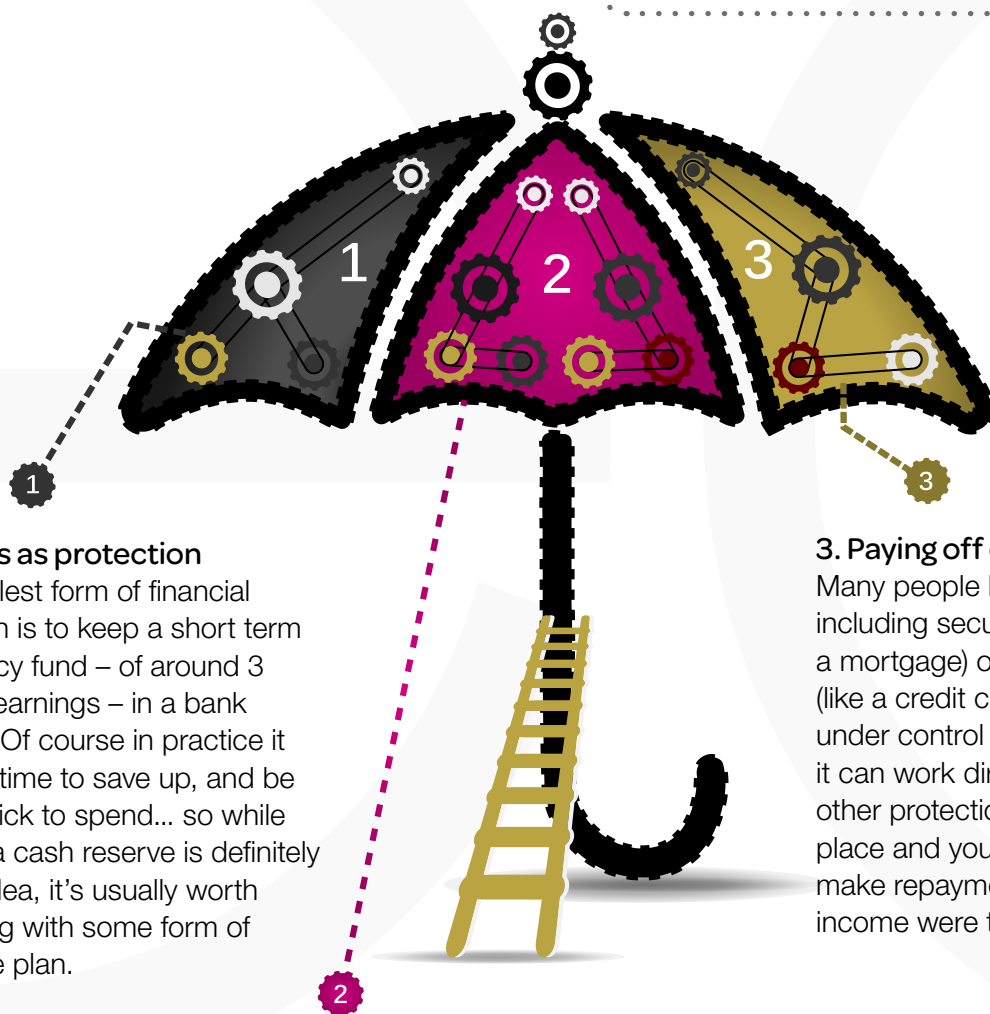 1
2
3
1
3
s as protection
lest form of financial
n is to keep a short term
cy fund – of around 3
earnings – in a bank
Of course in practice it
time to save up, and be
ick to spend... so while
a cash reserve is definitely
dea, it's usually worth
g with some form of
e plan.
3. Paying off
Many people
including secu
a mortgage) o
(like a credit c
under control
it can work dir
other protectio
place and you
make repaym
income were t
2